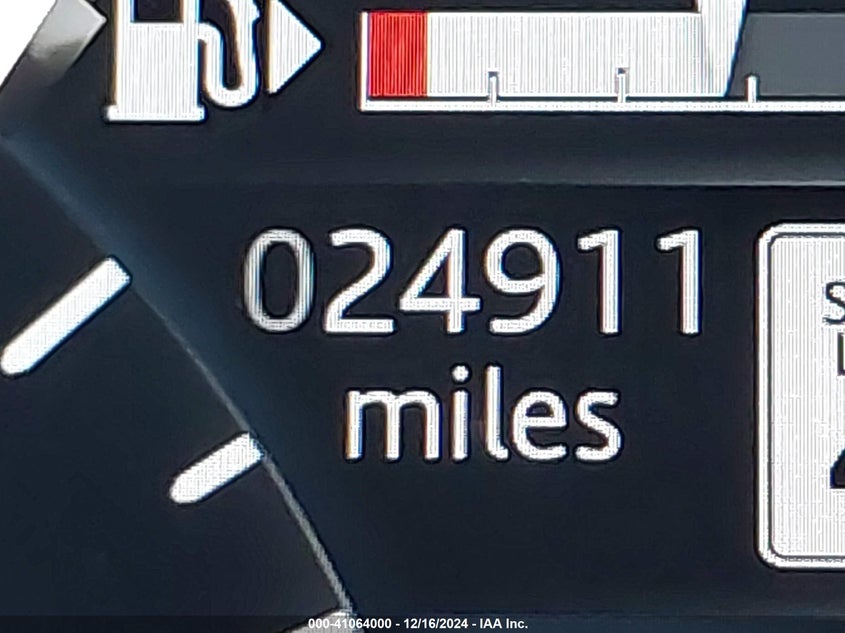 024911
miles
S
000-41064000 - 12/16/2024 - IAA Inc.